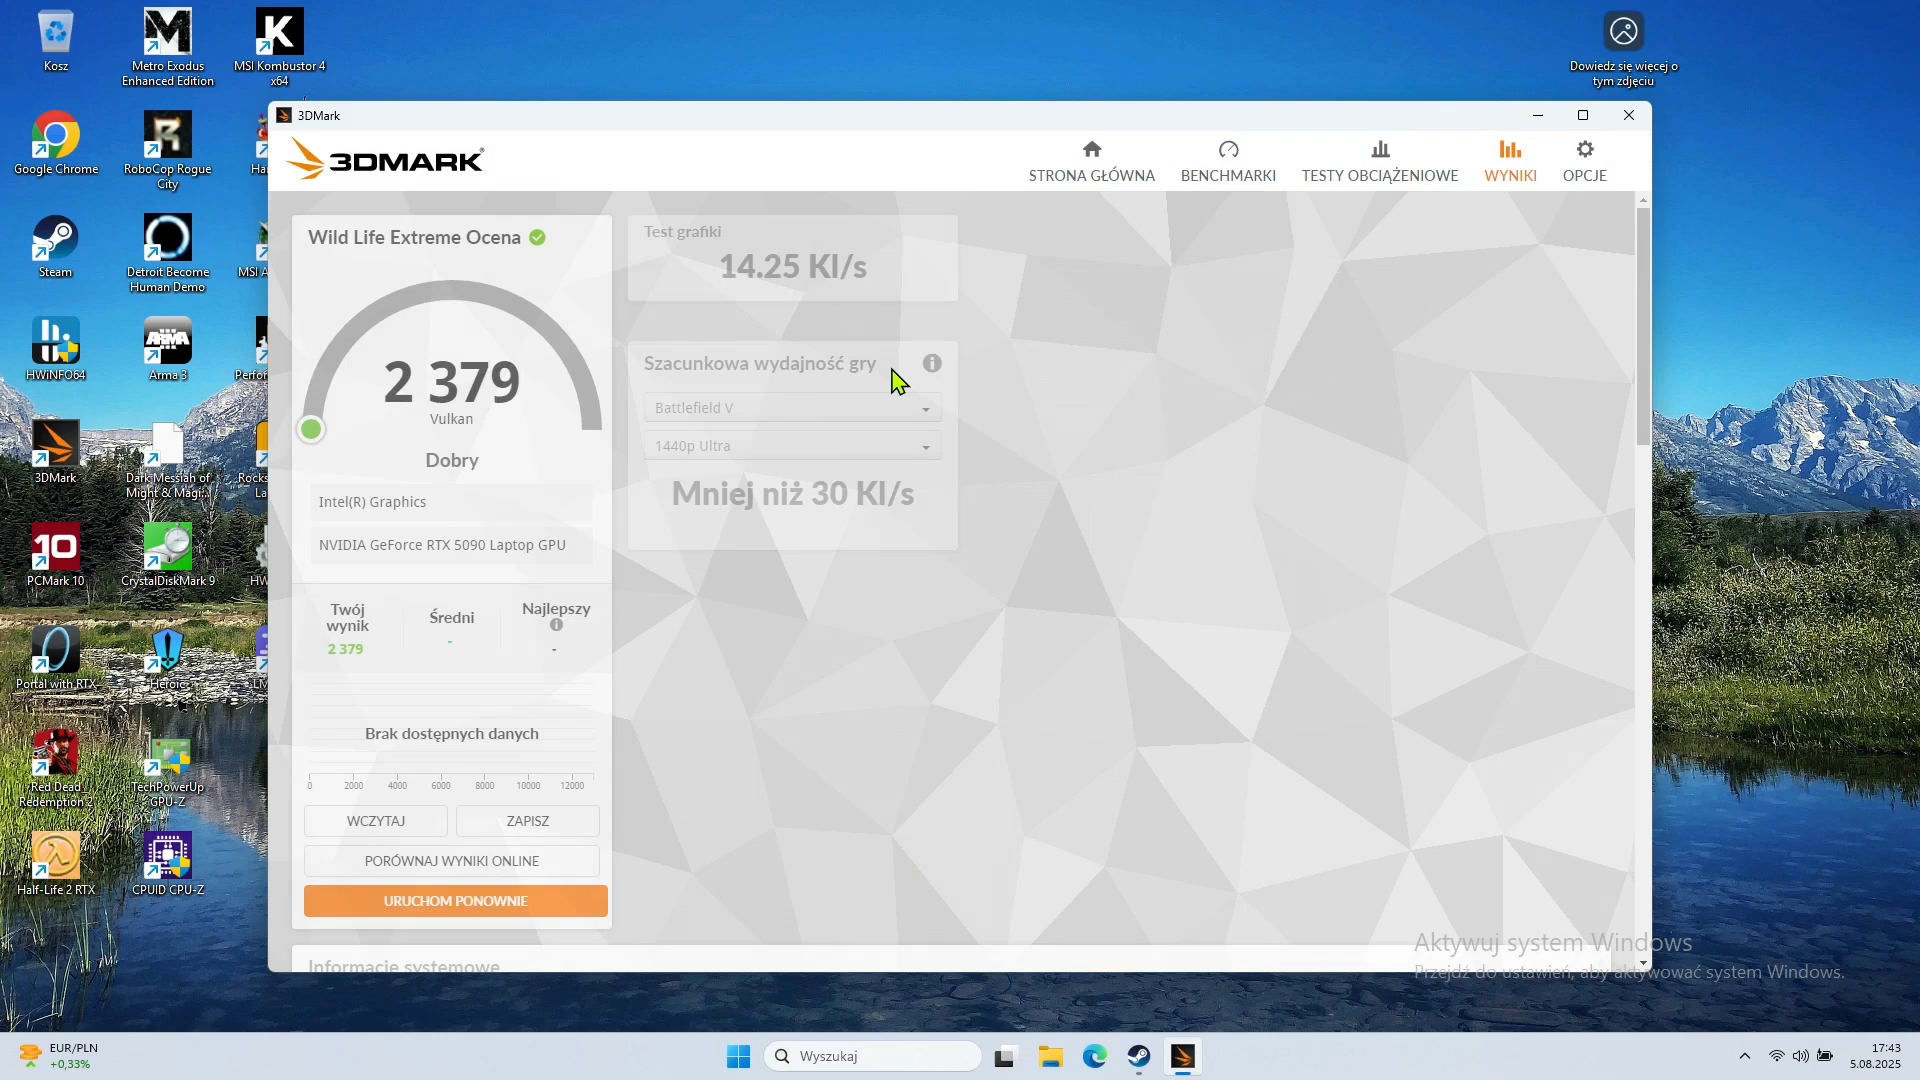 Kosz
Metro Exodus
Enhanced Edition
MSI Kombustor 4
x64
Dowiedz się więcej o
tym zdjęciu
Google Chrome
RoboCop Rogue
City
Steam
Detroit Become
Human Demo
MSI A
HWiNFO64
ARMA
Arma 3
3DMark
Dark Messiah of
Might & Magi...
10
PCMark 10
CrystalDiskMark 9
Portal with RTX
Heroic
Red Dead
Redemption 2
TechPowerUp
GPU-Z
Half-Life 2 RTX
CPUID CPU-Z
3DMark
3DMARK
STRONA GŁÓWNA
BENCHMARKI
TESTY OBCIĄŻENIOWE
WYNIKI
OPCJE
Wild Life Extreme Ocena
2 379
Vulkan
Dobry
Intel(R) Graphics
NVIDIA GeForce RTX 5090 Laptop GPU
Twój
wynik
2 379
Średni
-
Najlepszy
-
Brak dostępnych danych
0 2000 4000 6000 8000 10000 12000
WCZYTAJ
ZAPISZ
PORÓWNAJ WYNIKI ONLINE
URUCHOM PONOWNIE
Test grafiki
14.25 Kl/s
Szacunkowa wydajność gry
Battlefield V
1440p Ultra
Mniej niż 30 Kl/s
Informacje systemowe
Aktywuj system Windows
Przejdź do ustawień, aby aktywować system Windows.
EUR/PLN
+0,33%
Wyszukaj
17:43
5.08.2025